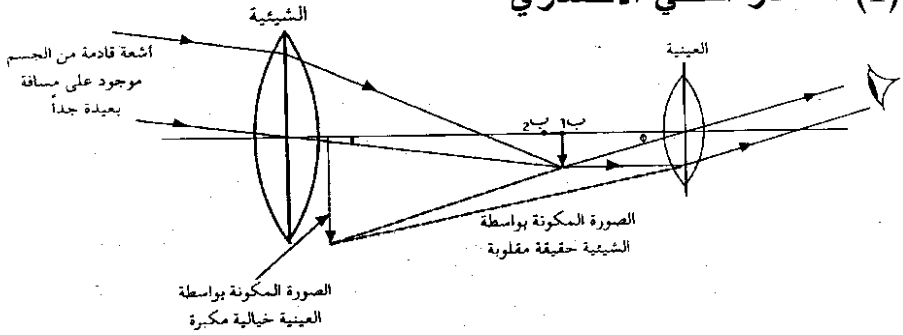 الشيئية
العينية
أشعة قادمة من الجسم
موجود على مسافة
بعيدة جداً
ب₂ ب₁
الصورة المكونة بواسطة
الشيئية حقيقة مقلوبة
الصورة المكونة بواسطة
العينية خيالية مكبرة